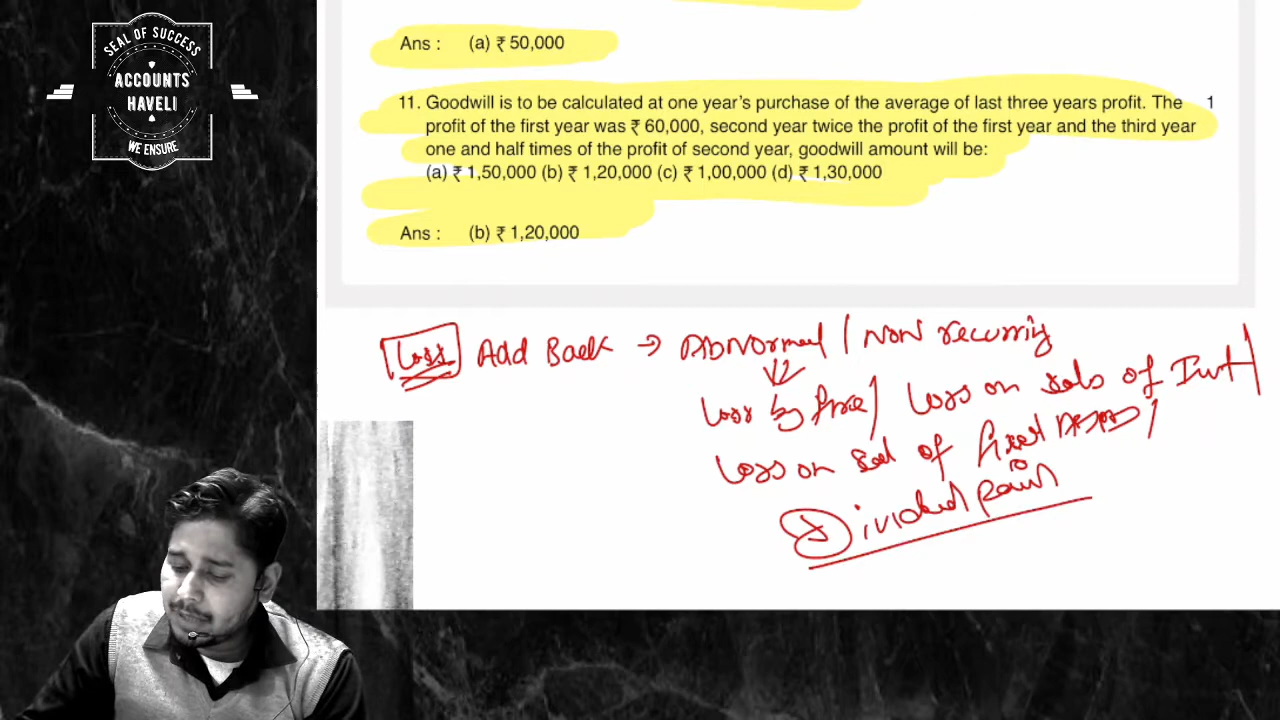 SEAL OF SUCCESS
ACCOUNTS
HAVELI
WE ENSURE
Ans : (a) ₹ 50,000
11. Goodwill is to be calculated at one year's purchase of the average of last three years profit. The 1
profit of the first year was ₹ 60,000, second year twice the profit of the first year and the third year
one and half times of the profit of second year, goodwill amount will be:
(a) ₹ 1,50,000 (b) ₹ 1,20,000 (c) ₹ 1,00,000 (d) ₹ 1,30,000
Ans : (b) ₹ 1,20,000
Loss Add Back → Abnormal / Non recurring
Loss by fire / Loss on sale of Invt /
Loss on sale of fixed /
Dividend paid